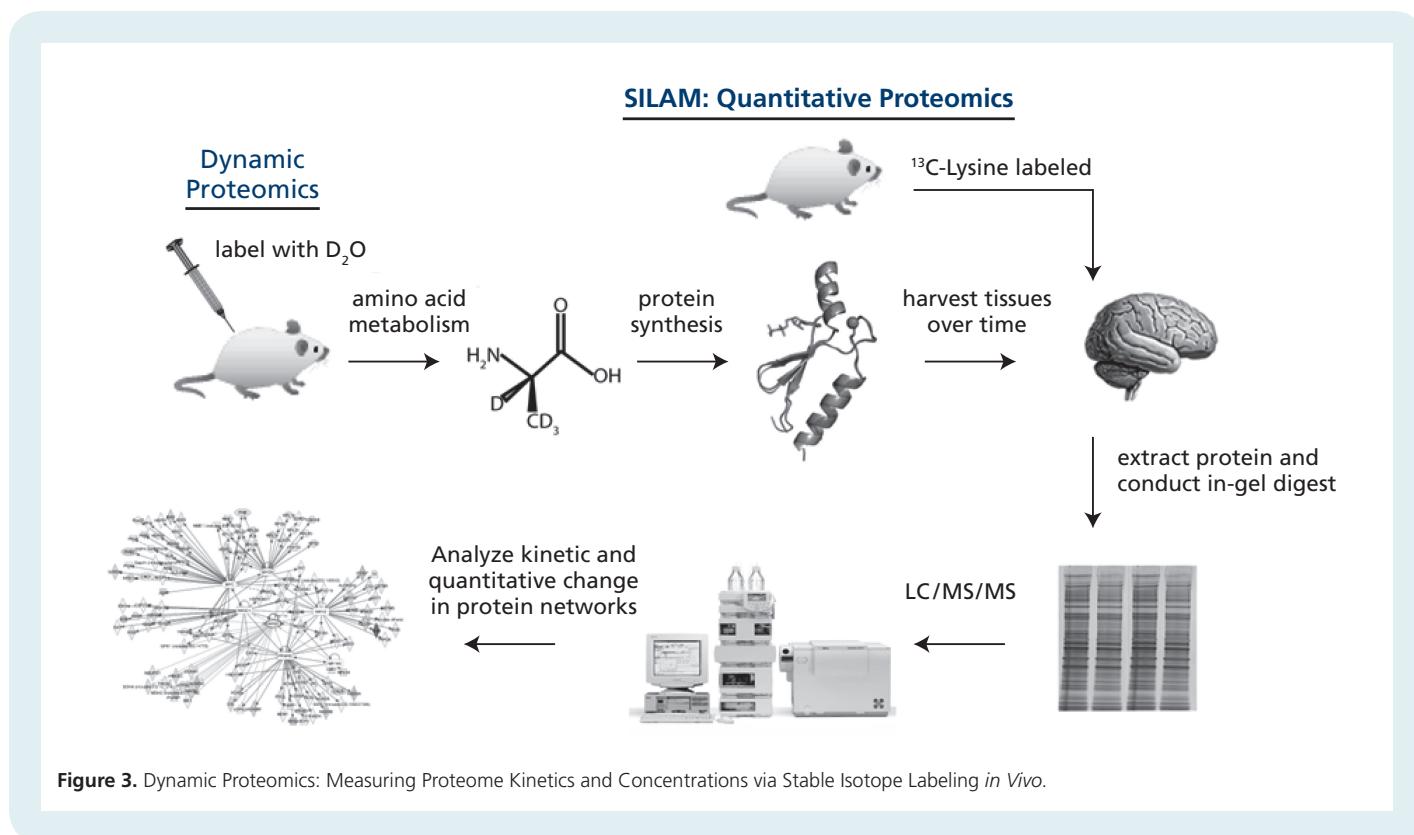 SILAM: Quantitative Proteomics
Dynamic
Proteomics
¹³C-Lysine labeled
label with D₂O
amino acid
metabolism
O
H₂N
OH
D
CD₃
protein
synthesis
harvest tissues
over time
extract protein and
conduct in-gel digest
LC/MS/MS
Analyze kinetic and
quantitative change
in protein networks
Figure 3. Dynamic Proteomics: Measuring Proteome Kinetics and Concentrations via Stable Isotope Labeling in Vivo.